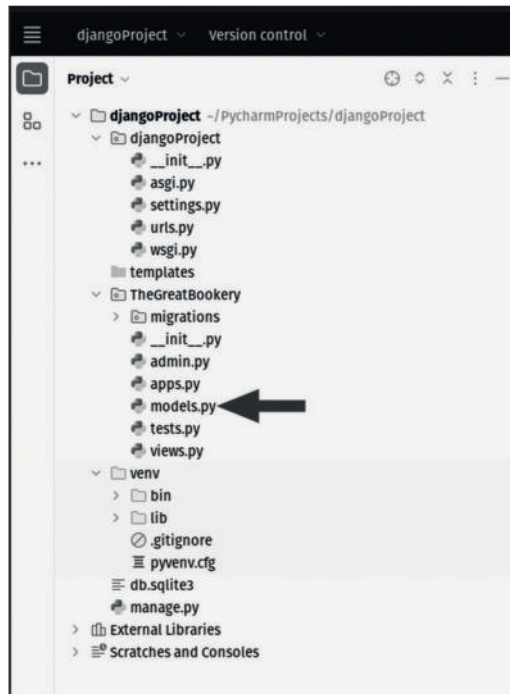 djangoProject Version control
Project
djangoProject ~/PycharmProjects/djangoProject
djangoProject
__init__.py
asgi.py
settings.py
urls.py
wsgi.py
templates
TheGreatBookery
migrations
__init__.py
admin.py
apps.py
models.py
tests.py
views.py
venv
bin
lib
.gitignore
pyvenv.cfg
db.sqlite3
manage.py
External Libraries
Scratches and Consoles